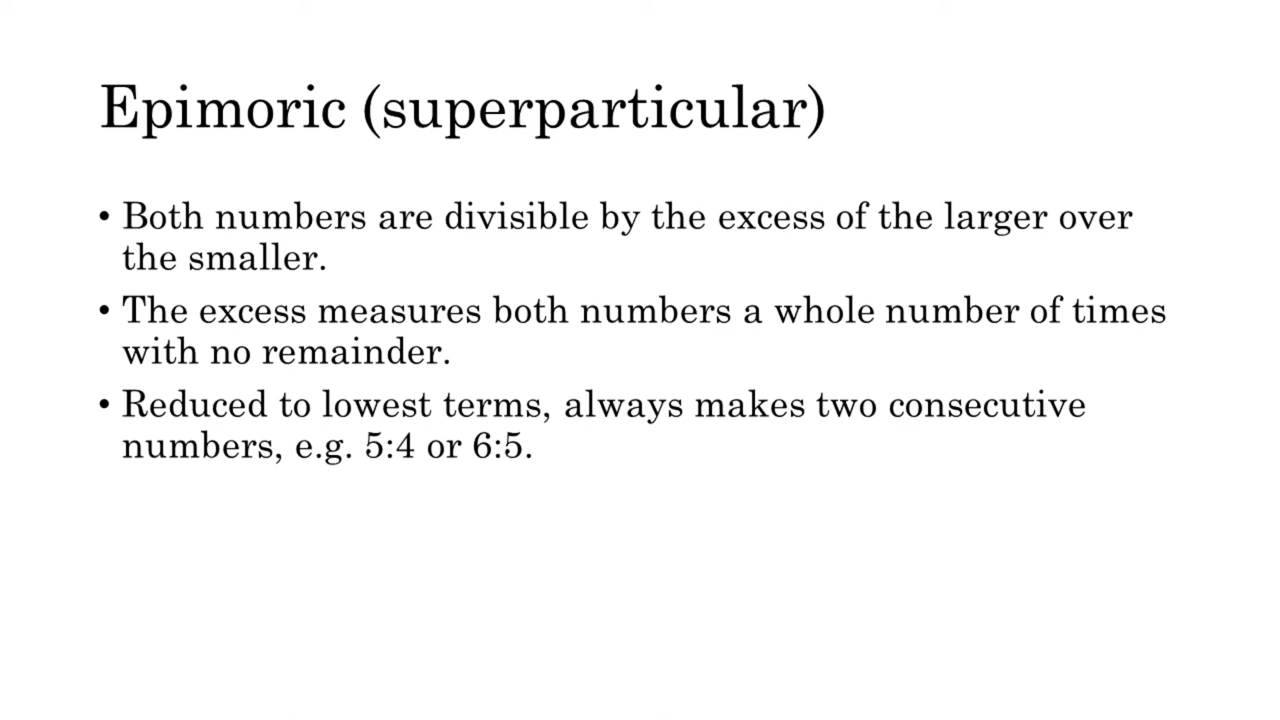 Epimoric (superparticular)
• Both numbers are divisible by the excess of the larger over
the smaller.
• The excess measures both numbers a whole number of times
with no remainder.
• Reduced to lowest terms, always makes two consecutive
numbers, e.g. 5:4 or 6:5.